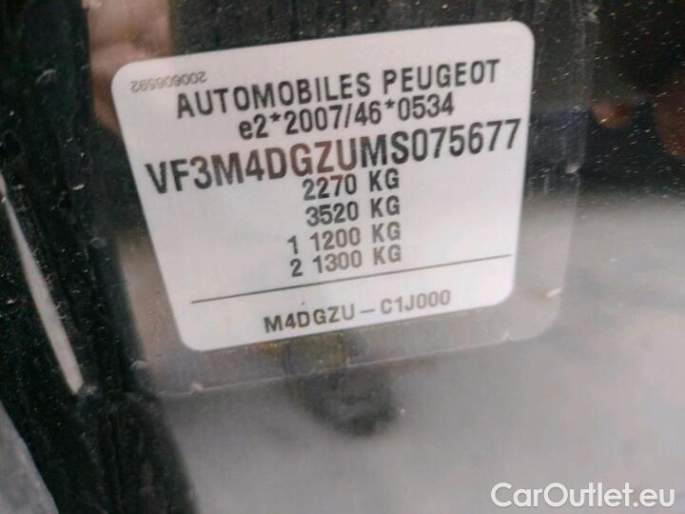 200606592
AUTOMOBILES PEUGEOT
e2*2007/46*0534
VF3M4DGZUMS075677
2270 KG
3520 KG
1 1200 KG
2 1300 KG
M4DGZU – C1J000
CarOutlet.eu